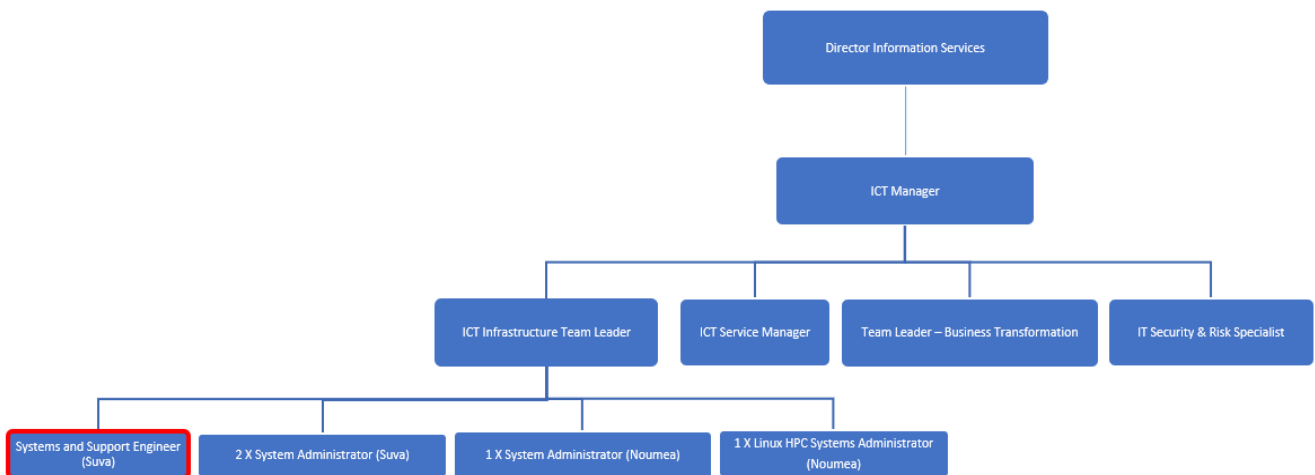 Director Information Services
ICT Manager
ICT Infrastructure Team Leader
ICT Service Manager
Team Leader – Business Transformation
IT Security & Risk Specialist
Systems and Support Engineer
(Suva)
2 X System Administrator (Suva)
1 X System Administrator (Noumea)
1 X Linux HPC Systems Administrator
(Noumea)